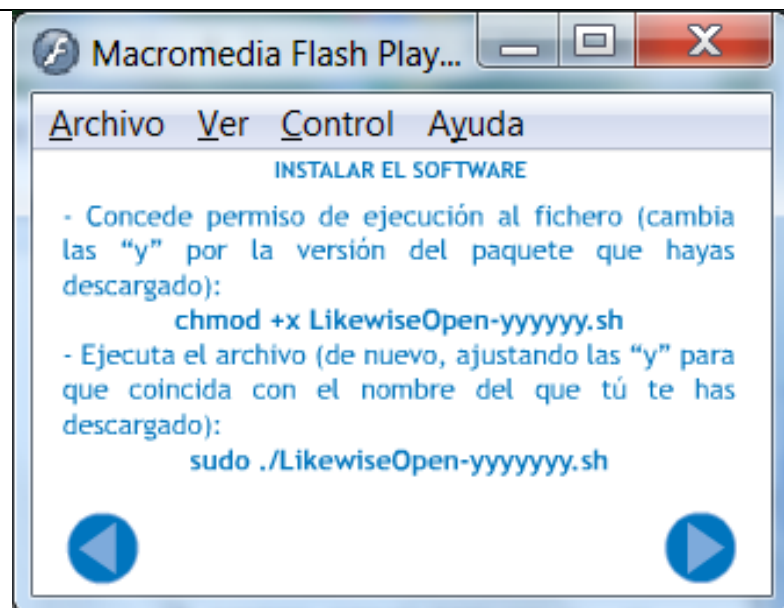 Macromedia Flash Play...
Archivo Ver Control Ayuda
INSTALAR EL SOFTWARE
- Concede permiso de ejecución al fichero (cambia
las “y” por la versión del paquete que hayas
descargado):
chmod +x LikewiseOpen-yyyyyy.sh
- Ejecuta el archivo (de nuevo, ajustando las “y” para
que coincida con el nombre del que tú te has
descargado):
sudo ./LikewiseOpen-yyyyyyy.sh